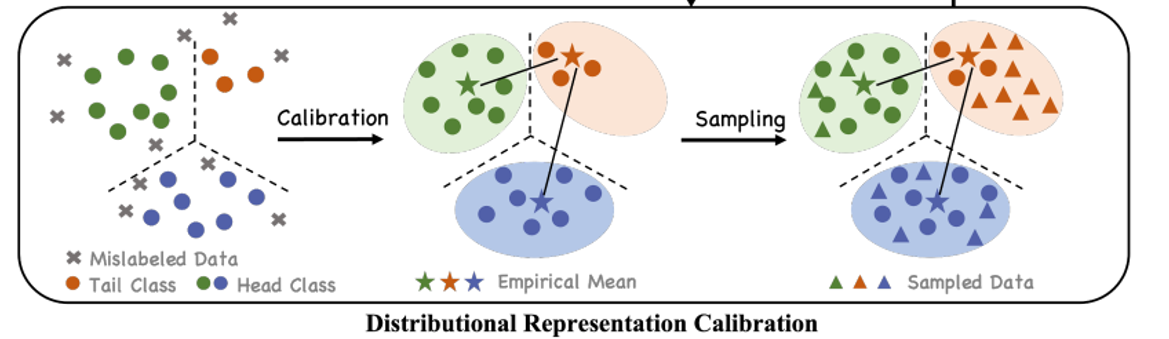 Calibration
Sampling
Mislabeled Data
Tail Class
Head Class
Empirical Mean
Sampled Data
Distributional Representation Calibration